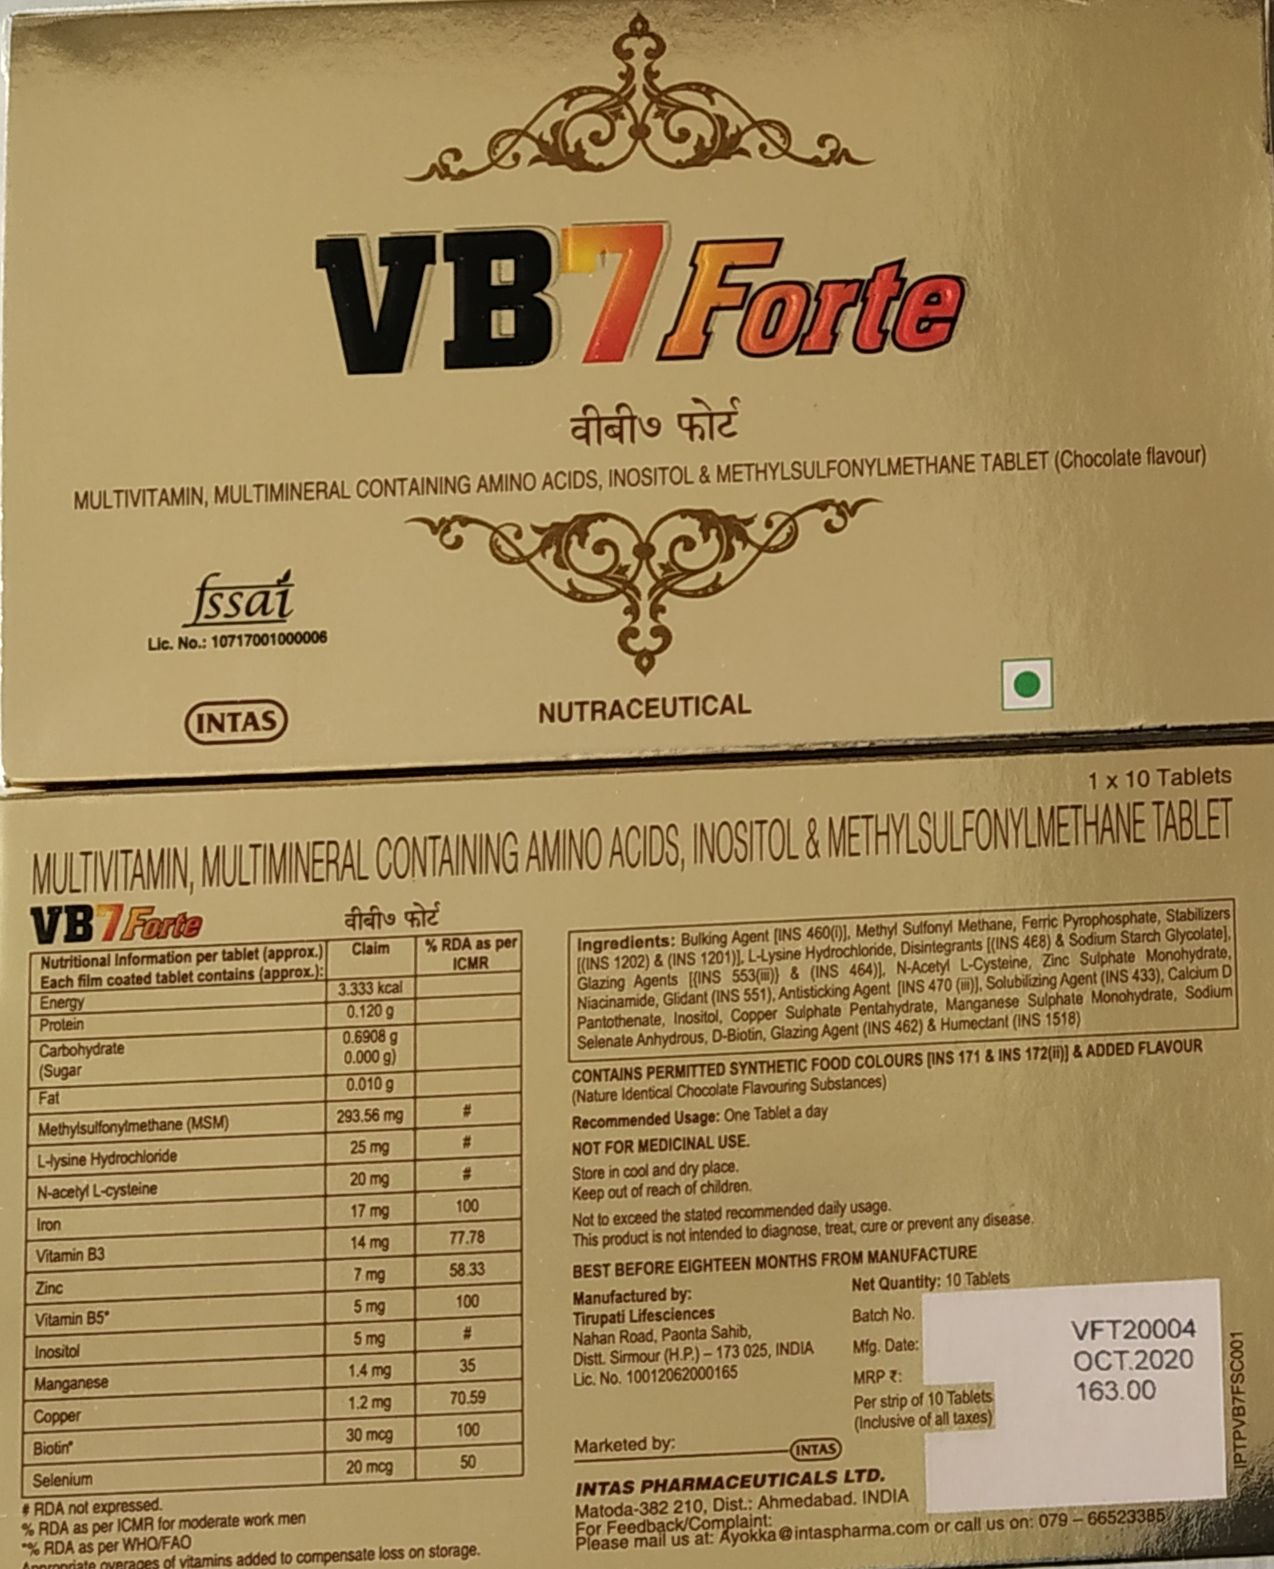 VB7 Forte
वीबी७ फोर्ट
MULTIVITAMIN, MULTIMINERAL CONTAINING AMINO ACIDS, INOSITOL & METHYLSULFONYLMETHANE TABLET (Chocolate flavour)
fssai
Lic. No.: 10717001000006
INTAS
NUTRACEUTICAL
1 x 10 Tablets
MULTIVITAMIN, MULTIMINERAL CONTAINING AMINO ACIDS, INOSITOL & METHYLSULFONYLMETHANE TABLET
VB7 Forte वीबी७ फोर्ट
Nutritional Information per tablet (approx.) Claim % RDA as per
Each film coated tablet contains (approx.): ICMR
Energy 3.333 kcal
Protein 0.120 g
Carbohydrate 0.6908 g
(Sugar 0.000 g)
Fat 0.010 g
Methylsulfonylmethane (MSM) 293.56 mg #
L-lysine Hydrochloride 25 mg #
N-acetyl L-cysteine 20 mg #
Iron 17 mg 100
Vitamin B3 14 mg 77.78
Zinc 7 mg 58.33
Vitamin B5* 5 mg 100
Inositol 5 mg #
Manganese 1.4 mg 35
Copper 1.2 mg 70.59
Biotin* 30 mcg 100
Selenium 20 mcg 50
# RDA not expressed.
% RDA as per ICMR for moderate work men
*% RDA as per WHO/FAO
Appropriate overages of vitamins added to compensate loss on storage.
Ingredients: Bulking Agent [INS 460(i)], Methyl Sulfonyl Methane, Ferric Pyrophosphate, Stabilizers
[(INS 1202) & (INS 1201)], L-Lysine Hydrochloride, Disintegrants [(INS 468) & Sodium Starch Glycolate],
Glazing Agents [(INS 553(iii)) & (INS 464)], N-Acetyl L-Cysteine, Zinc Sulphate Monohydrate,
Niacinamide, Glidant (INS 551), Antisticking Agent [INS 470 (iii)], Solubilizing Agent (INS 433), Calcium D
Pantothenate, Inositol, Copper Sulphate Pentahydrate, Manganese Sulphate Monohydrate, Sodium
Selenate Anhydrous, D-Biotin, Glazing Agent (INS 462) & Humectant (INS 1518)
CONTAINS PERMITTED SYNTHETIC FOOD COLOURS [INS 171 & INS 172(ii)] & ADDED FLAVOUR
(Nature Identical Chocolate Flavouring Substances)
Recommended Usage: One Tablet a day
NOT FOR MEDICINAL USE.
Store in cool and dry place.
Keep out of reach of children.
Not to exceed the stated recommended daily usage.
This product is not intended to diagnose, treat, cure or prevent any disease.
BEST BEFORE EIGHTEEN MONTHS FROM MANUFACTURE
Manufactured by:
Tirupati Lifesciences
Nahan Road, Paonta Sahib,
Distt. Sirmour (H.P.) – 173 025, INDIA
Lic. No. 10012062000165
Net Quantity: 10 Tablets
Batch No. VFT20004
Mfg. Date: OCT.2020
MRP ₹: 163.00
Per strip of 10 Tablets
(Inclusive of all taxes)
IPTPVB7FSC001
Marketed by: INTAS
INTAS PHARMACEUTICALS LTD.
Matoda-382 210, Dist.: Ahmedabad. INDIA
For Feedback/Complaint:
Please mail us at: Ayokka@intaspharma.com or call us on: 079 – 66523385